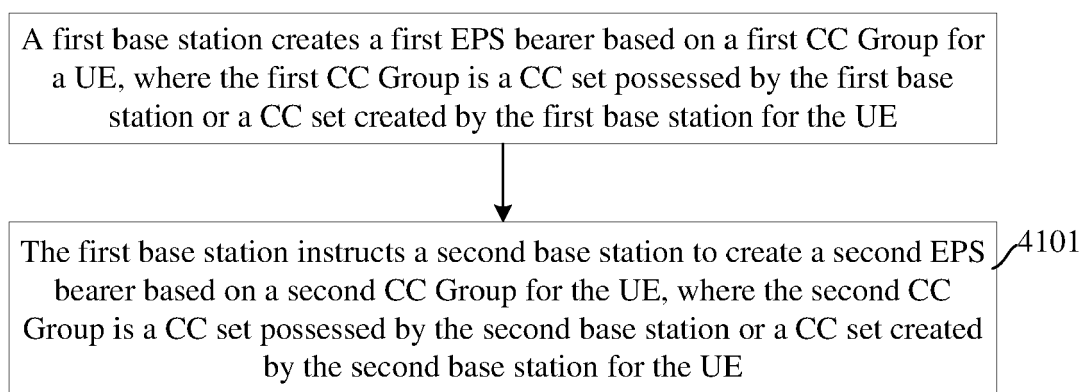 A first base station creates a first EPS bearer based on a first CC Group for
a UE, where the first CC Group is a CC set possessed by the first base
station or a CC set created by the first base station for the UE
The first base station instructs a second base station to create a second EPS
bearer based on a second CC Group for the UE, where the second CC
Group is a CC set possessed by the second base station or a CC set created
by the second base station for the UE
4101